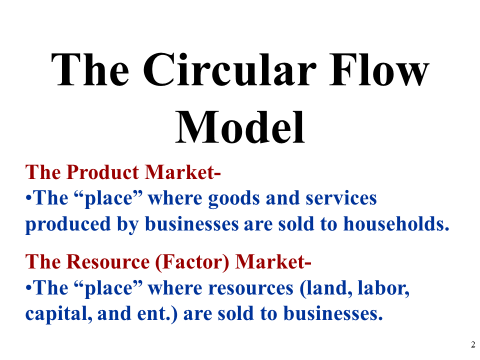 The Circular Flow
Model
The Product Market-
•The “place” where goods and services
produced by businesses are sold to households.
The Resource (Factor) Market-
•The “place” where resources (land, labor,
capital, and ent.) are sold to businesses.
2